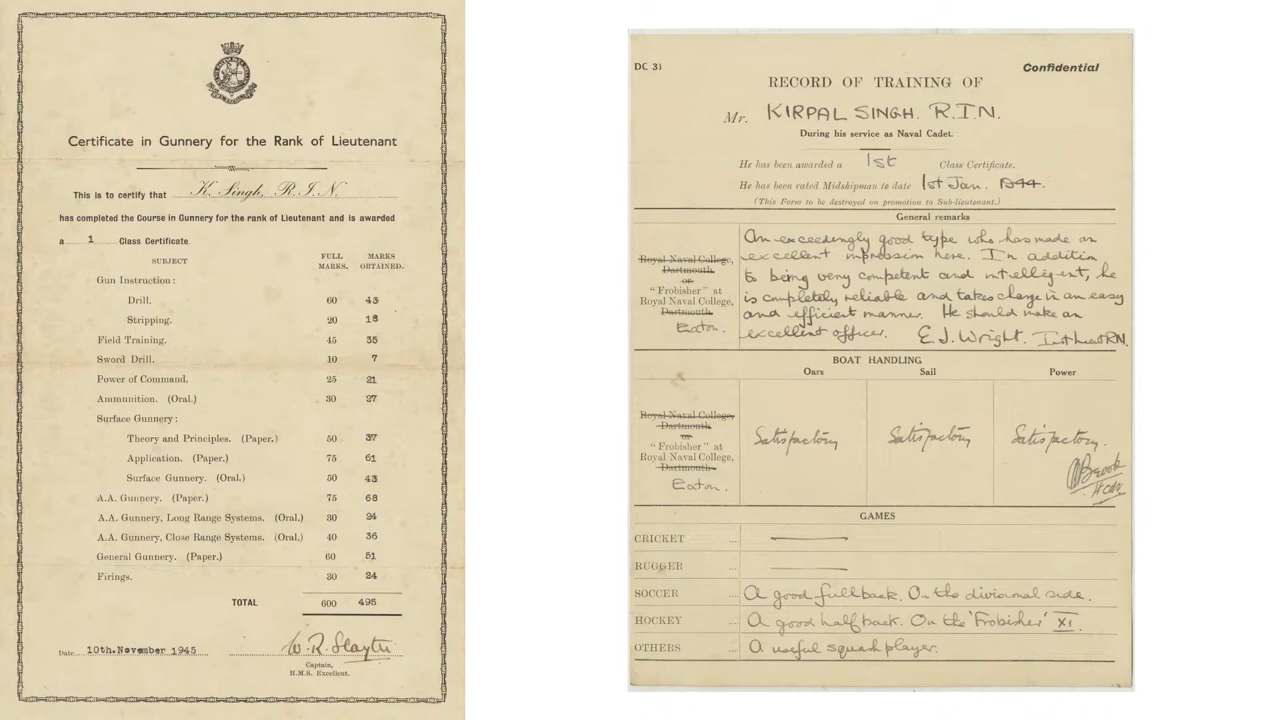 Certificate in Gunnery for the Rank of Lieutenant
This is to certify that K. Singh, R.I.N.
has completed the Course in Gunnery for the rank of Lieutenant and is awarded
a 1 Class Certificate
SUBJECT FULL MARKS. MARKS OBTAINED.
Gun Instruction :
Drill. 60 43
Stripping. 20 18
Field Training. 45 35
Sword Drill. 10 7
Power of Command. 25 21
Ammunition. (Oral.) 30 27
Surface Gunnery :
Theory and Principles. (Paper.) 50 37
Application. (Paper.) 75 61
Surface Gunnery. (Oral.) 50 43
A.A. Gunnery. (Paper.) 75 68
A.A. Gunnery, Long Range Systems. (Oral.) 30 24
A.A. Gunnery, Close Range Systems. (Oral.) 40 36
General Gunnery. (Paper.) 60 51
Firings. 30 24
TOTAL 600 495
Date 10th.November 1945 W. R. Slayter
Captain,
H.M.S. Excellent.
DC 31 Confidential
RECORD OF TRAINING OF
Mr. KIRPAL SINGH. R.I.N.
During his service as Naval Cadet.
He has been awarded a 1st Class Certificate.
He has been rated Midshipman to date 1st Jan. 1944.
(This Form to be destroyed on promotion to Sub-lieutenant.)
General remarks
Royal Naval College,
Dartmouth
or
"Frobisher" at
Royal Naval College,
Dartmouth
Eaton.
An exceedingly good type who has made an
excellent impression here. In addition
to being very competent and intelligent, he
is completely reliable and takes charge in an easy
and efficient manner. He should make an
excellent officer. E. J. Wright. RN.
BOAT HANDLING
Oars Sail Power
Royal Naval College,
Dartmouth
or
"Frobisher" at
Royal Naval College,
Dartmouth
Eaton.
Satisfactory Satisfactory Satisfactory.
CaMES
GAMES
CRICKET ....
RUGGER ....
SOCCER .... A good full back. On the divisional side.
HOCKEY .... A good half back. On the 'Frobisher' XI.
OTHERS .... A useful squash player.